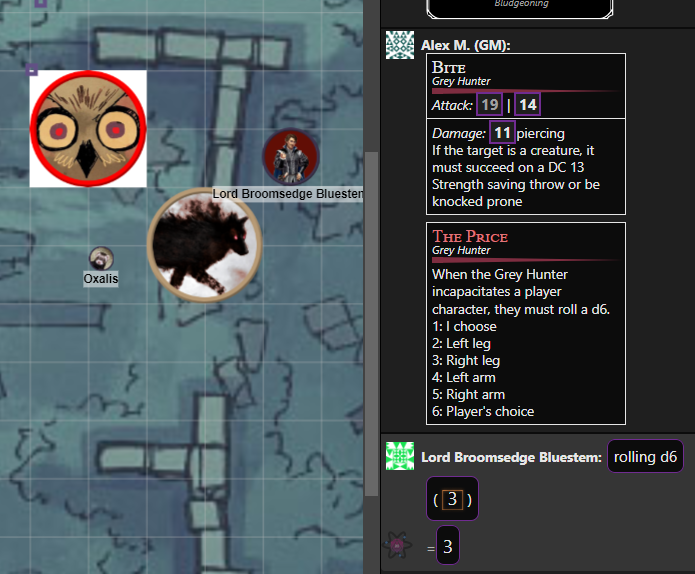 Bludgeoning
Alex M. (GM):
BITE
Grey Hunter
Attack: 19 | 14
Damage: 11 piercing
If the target is a creature, it
must succeed on a DC 13
Strength saving throw or be
knocked prone
THE PRICE
Grey Hunter
When the Grey Hunter
incapacitates a player
character, they must roll a d6.
1: I choose
2: Left leg
3: Right leg
4: Left arm
5: Right arm
6: Player's choice
Lord Broomsedge Bluestem: rolling d6
( 3 )
= 3
Lord Broomsedge Bluestem
Oxalis